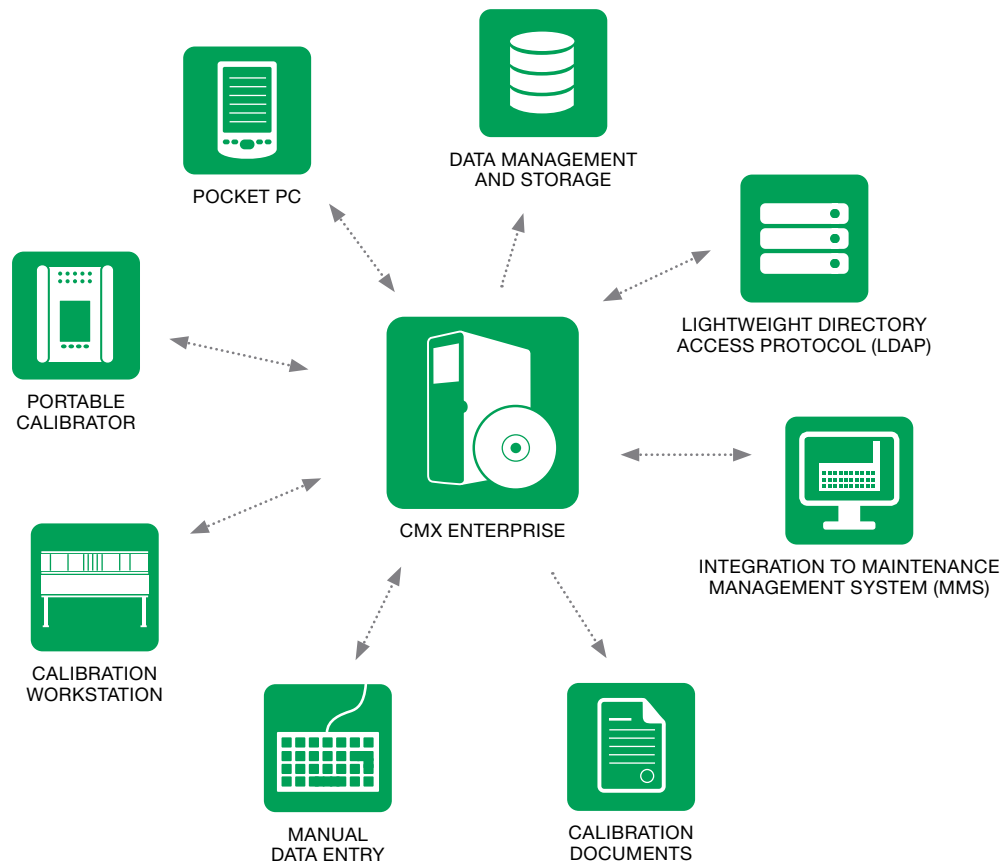 DATA MANAGEMENT
AND STORAGE
POCKET PC
LIGHTWEIGHT DIRECTORY
ACCESS PROTOCOL (LDAP)
PORTABLE
CALIBRATOR
CMX ENTERPRISE
INTEGRATION TO MAINTENANCE
MANAGEMENT SYSTEM (MMS)
CALIBRATION
WORKSTATION
MANUAL
DATA ENTRY
CALIBRATION
DOCUMENTS